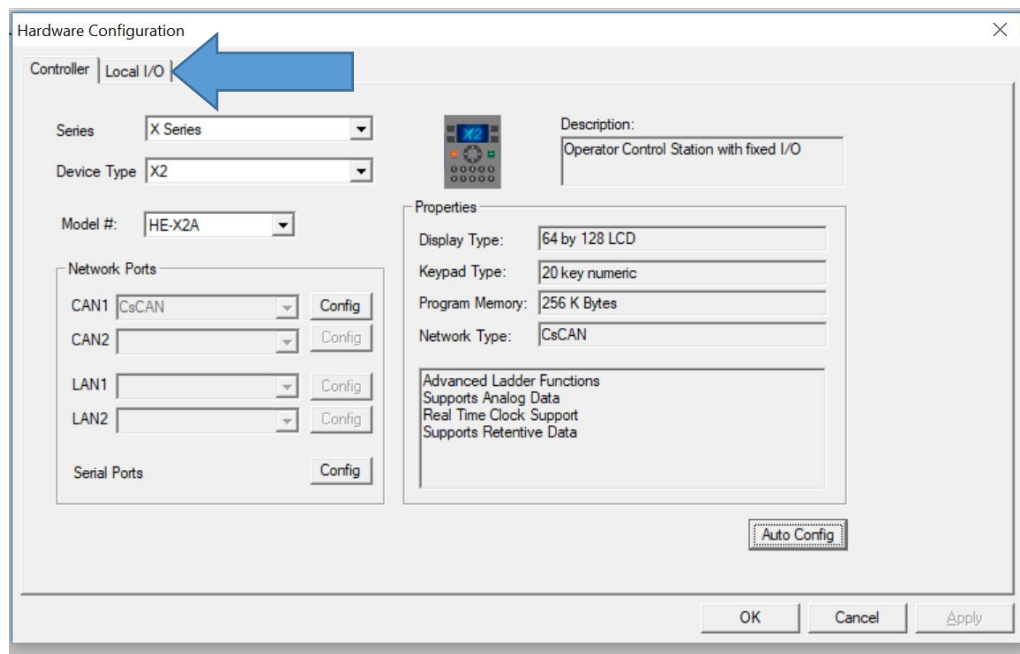 Hardware Configuration
Controller
Local I/O
Series
X Series
Device Type
X2
Model #:
HE-X2A
Network Ports
CAN1
CsCAN
Config
CAN2
Config
LAN1
Config
LAN2
Config
Serial Ports
Config
X2
Description:
Operator Control Station with fixed I/O
Properties
Display Type:
64 by 128 LCD
Keypad Type:
20 key numeric
Program Memory:
256 K Bytes
Network Type:
CsCAN
Advanced Ladder Functions
Supports Analog Data
Real Time Clock Support
Supports Retentive Data
Auto Config
OK
Cancel
Apply